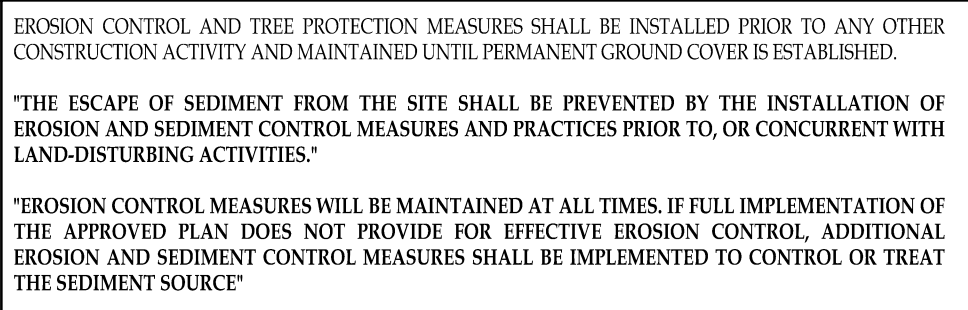 EROSION CONTROL AND TREE PROTECTION MEASURES SHALL BE INSTALLED PRIOR TO ANY OTHER
CONSTRUCTION ACTIVITY AND MAINTAINED UNTIL PERMANENT GROUND COVER IS ESTABLISHED.
"THE ESCAPE OF SEDIMENT FROM THE SITE SHALL BE PREVENTED BY THE INSTALLATION OF
EROSION AND SEDIMENT CONTROL MEASURES AND PRACTICES PRIOR TO, OR CONCURRENT WITH
LAND-DISTURBING ACTIVITIES."
"EROSION CONTROL MEASURES WILL BE MAINTAINED AT ALL TIMES. IF FULL IMPLEMENTATION OF
THE APPROVED PLAN DOES NOT PROVIDE FOR EFFECTIVE EROSION CONTROL, ADDITIONAL
EROSION AND SEDIMENT CONTROL MEASURES SHALL BE IMPLEMENTED TO CONTROL OR TREAT
THE SEDIMENT SOURCE"